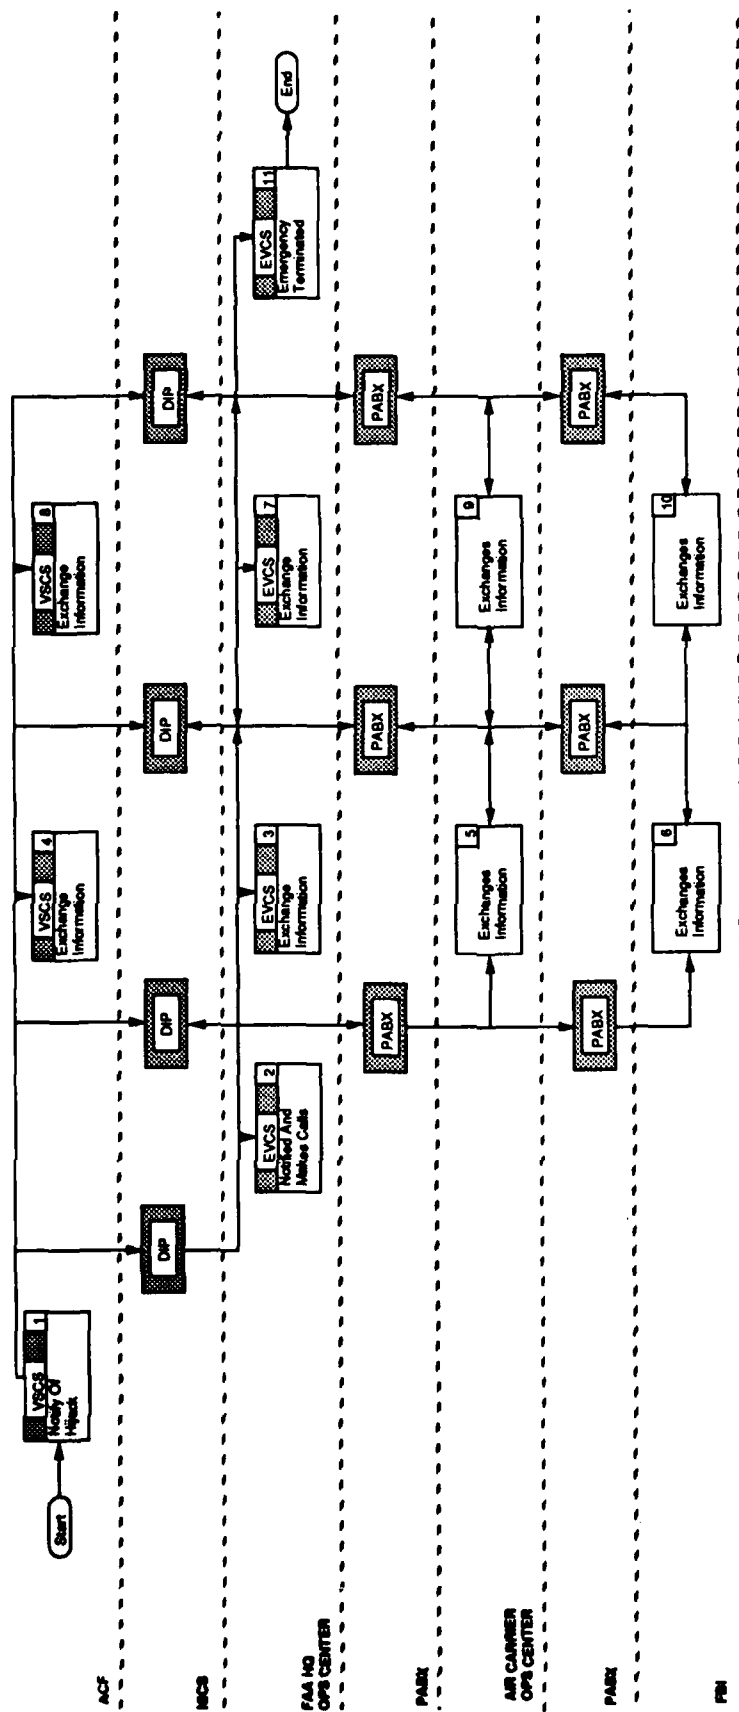 Start
VSCS 1
Notify Of
Hijack
VSCS 4
Exchange
Information
VSCS 8
Exchange
Information
ACF
DIP
DIP
DIP
DIP
EVCS 2
Notified And
Makes Calls
EVCS 3
Exchange
Information
EVCS 7
Exchange
Information
EVCS 11
Emergency
Terminated
End
FAA HQ
OPS CENTER
PABX
PABX
PABX
PABX
5
Exchanges
Information
9
Exchanges
Information
AIR CARRIER
OPS CENTER
PABX
PABX
PABX
PABX
6
Exchanges
Information
10
Exchanges
Information
FBI